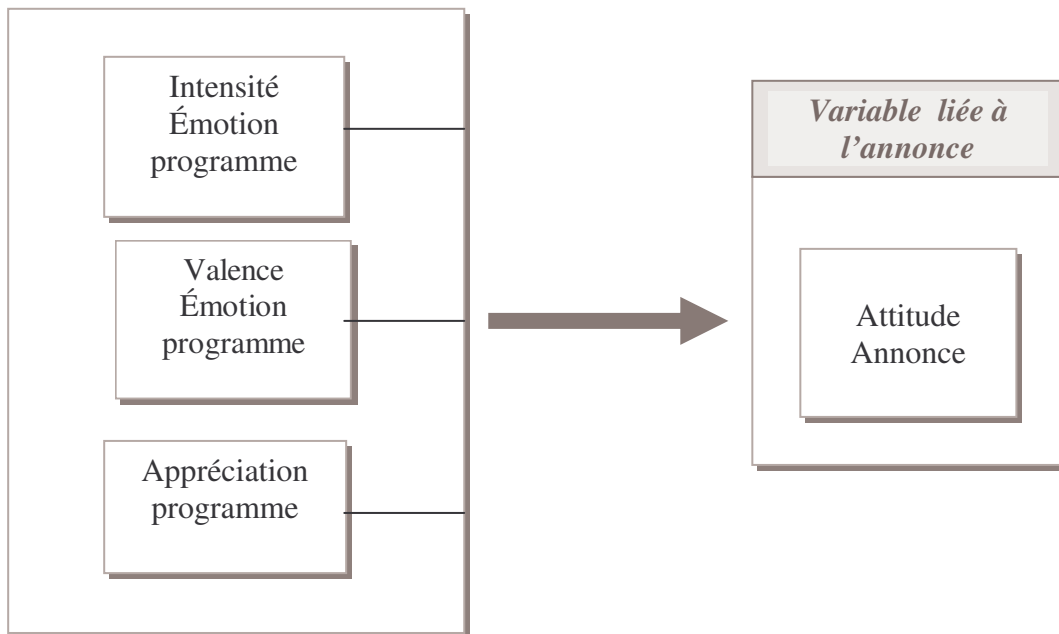 Intensité
Émotion
programme
Valence
Émotion
programme
Appréciation
programme
Variable liée à
l’annonce
Attitude
Annonce